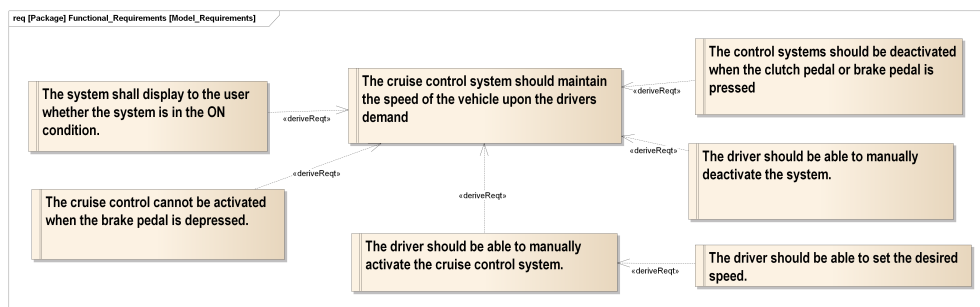 req [Package] Functional_Requirements [Model_Requirements]
The system shall display to the user
whether the system is in the ON
condition.
«deriveReqt»
The cruise control system should maintain
the speed of the vehicle upon the drivers
demand
«deriveReqt»
The control systems should be deactivated
when the clutch pedal or brake pedal is
pressed
«deriveReqt»
The driver should be able to manually
deactivate the system.
«deriveReqt»
The cruise control cannot be activated
when the brake pedal is depressed.
«deriveReqt»
The driver should be able to manually
activate the cruise control system.
«deriveReqt»
The driver should be able to set the desired
speed.